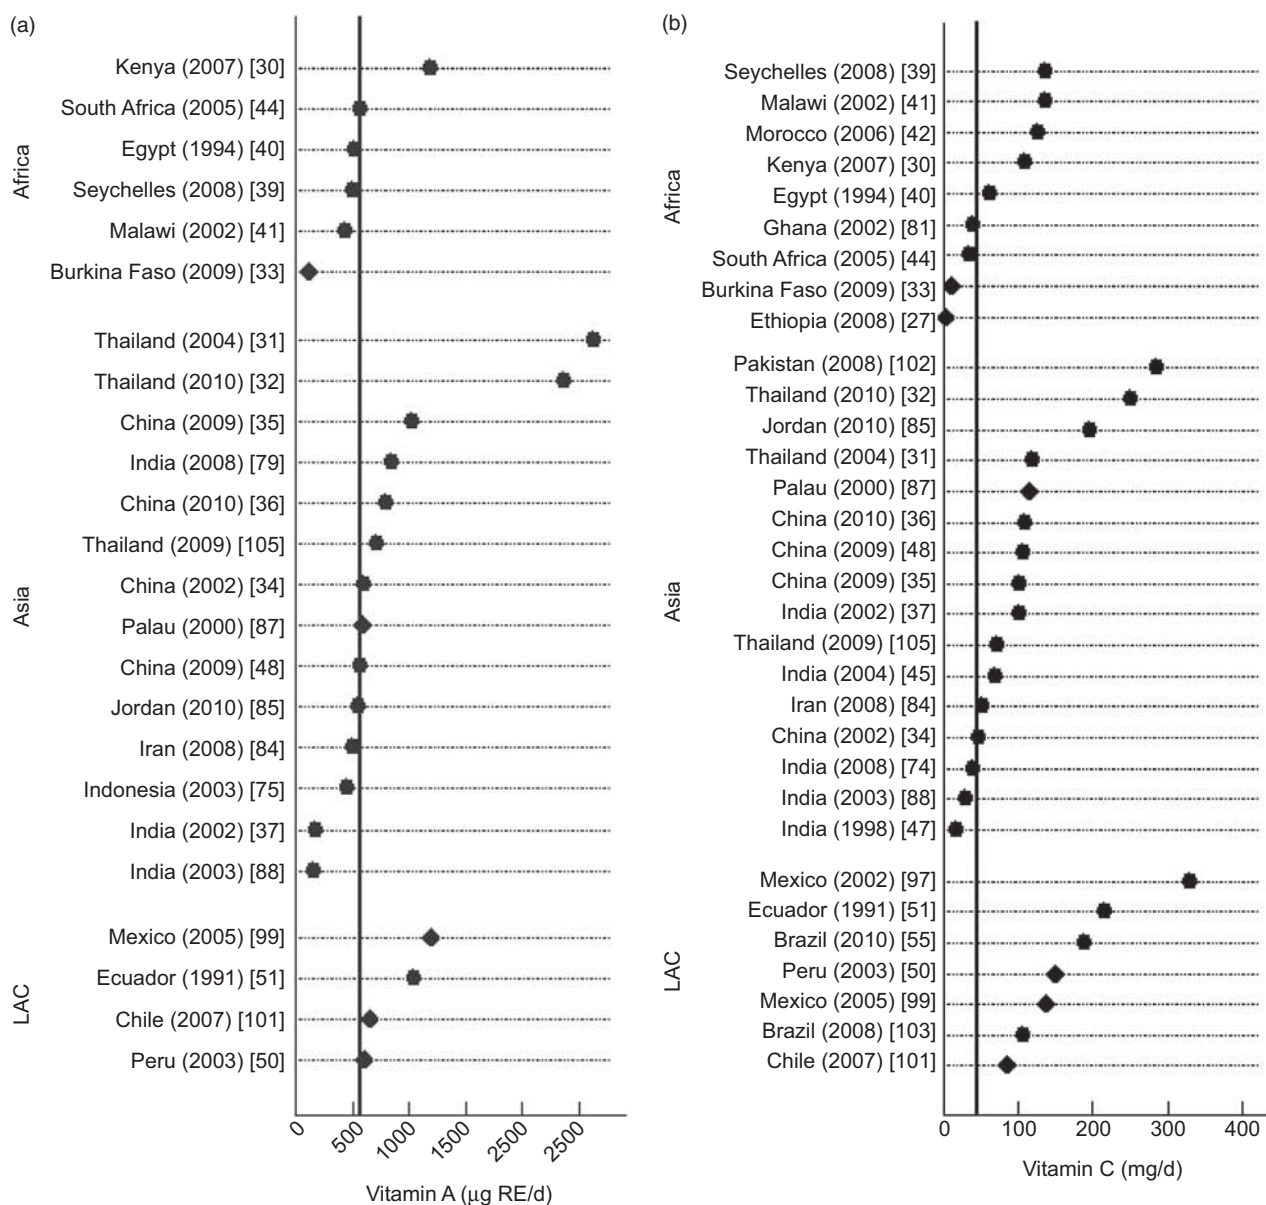 (a)
Africa
Kenya (2007) [30]
South Africa (2005) [44]
Egypt (1994) [40]
Seychelles (2008) [39]
Malawi (2002) [41]
Burkina Faso (2009) [33]
Asia
Thailand (2004) [31]
Thailand (2010) [32]
China (2009) [35]
India (2008) [79]
China (2010) [36]
Thailand (2009) [105]
China (2002) [34]
Palau (2000) [87]
China (2009) [48]
Jordan (2010) [85]
Iran (2008) [84]
Indonesia (2003) [75]
India (2002) [37]
India (2003) [88]
LAC
Mexico (2005) [99]
Ecuador (1991) [51]
Chile (2007) [101]
Peru (2003) [50]
0 500 1000 1500 2500 2500
Vitamin A (μg RE/d)
(b)
Africa
Seychelles (2008) [39]
Malawi (2002) [41]
Morocco (2006) [42]
Kenya (2007) [30]
Egypt (1994) [40]
Ghana (2002) [81]
South Africa (2005) [44]
Burkina Faso (2009) [33]
Ethiopia (2008) [27]
Asia
Pakistan (2008) [102]
Thailand (2010) [32]
Jordan (2010) [85]
Thailand (2004) [31]
Palau (2000) [87]
China (2010) [36]
China (2009) [48]
China (2009) [35]
India (2002) [37]
Thailand (2009) [105]
India (2004) [45]
Iran (2008) [84]
China (2002) [34]
India (2008) [74]
India (2003) [88]
India (1998) [47]
LAC
Mexico (2002) [97]
Ecuador (1991) [51]
Brazil (2010) [55]
Peru (2003) [50]
Mexico (2005) [99]
Brazil (2008) [103]
Chile (2007) [101]
0 100 200 300 400
Vitamin C (mg/d)